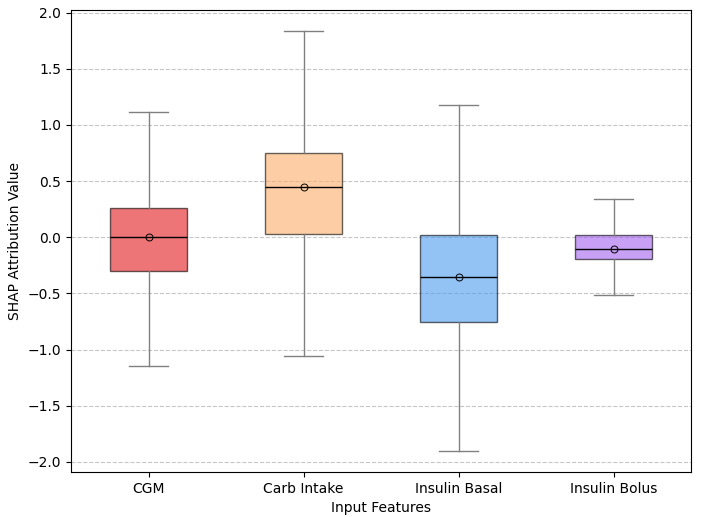 2.0
1.5
1.0
0.5
0.0
−0.5
−1.0
−1.5
−2.0
SHAP Attribution Value
CGM
Carb Intake
Insulin Basal
Insulin Bolus
Input Features